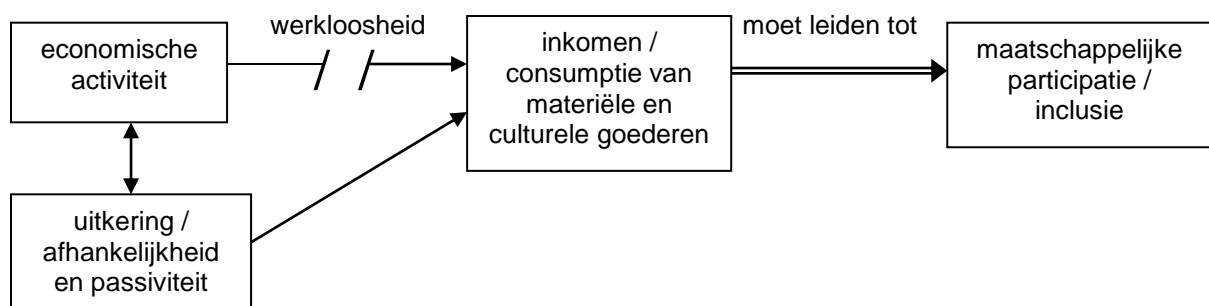 economische
activiteit
werkloosheid
inkomen /
consumptie van
materiële en
culturele goederen
moet leiden tot
maatschappelijke
participatie /
inclusie
uitkering /
afhankelijkheid
en passiviteit